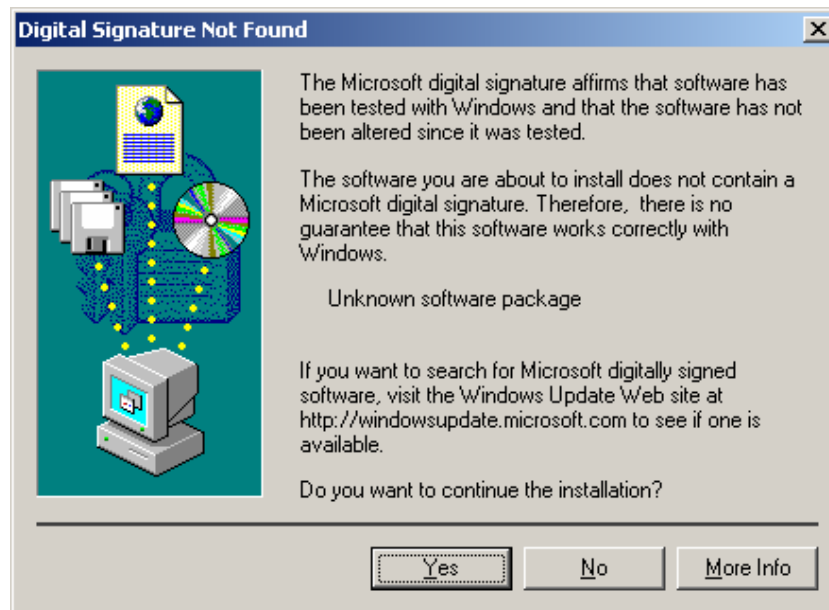 Digital Signature Not Found
The Microsoft digital signature affirms that software has
been tested with Windows and that the software has not
been altered since it was tested.
The software you are about to install does not contain a
Microsoft digital signature. Therefore,  there is no
guarantee that this software works correctly with
Windows.
Unknown software package
If you want to search for Microsoft digitally signed
software, visit the Windows Update Web site at
http://windowsupdate.microsoft.com to see if one is
available.
Do you want to continue the installation?
Yes No More Info